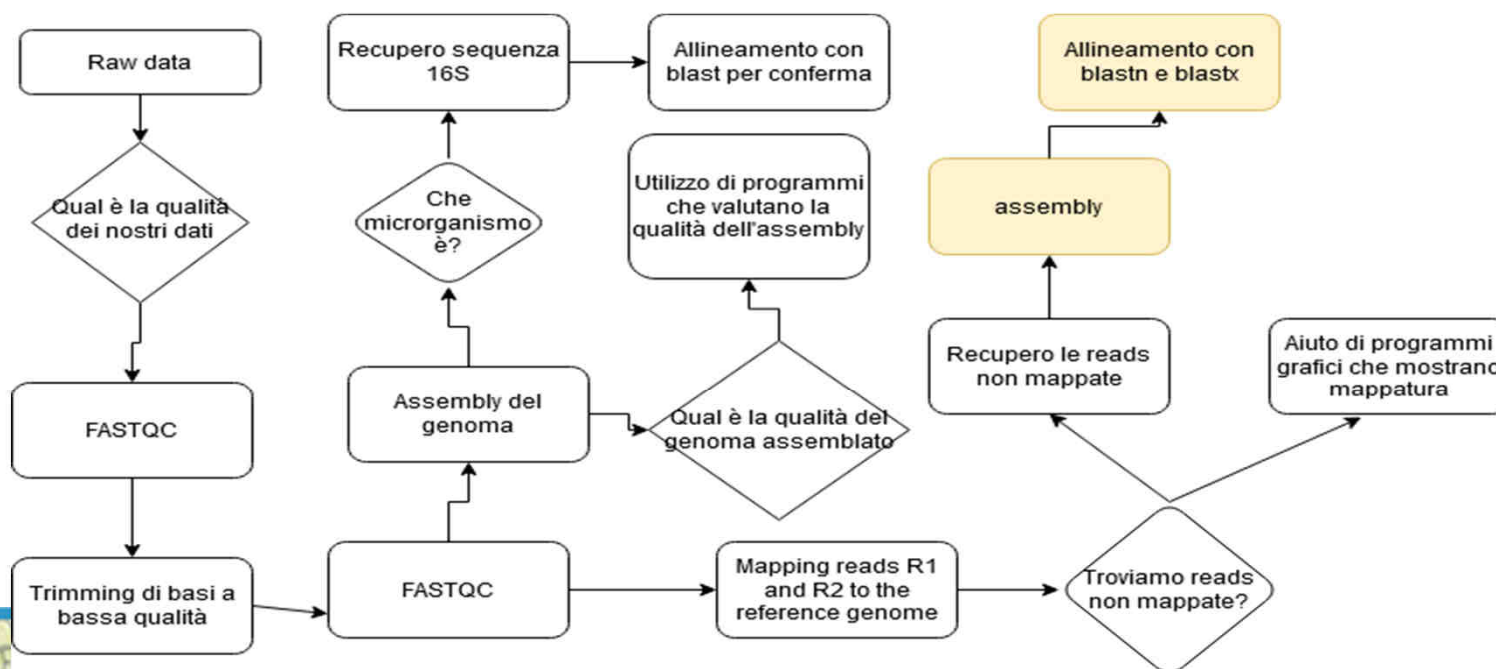 Raw data
Qual è la qualità
dei nostri dati
FASTQC
Trimming di basi a
bassa qualità
FASTQC
Assembly del
genoma
Che
microrganismo
è?
Recupero sequenza
16S
Allineamento con
blast per conferma
Qual è la qualità del
genoma assemblato
Utilizzo di programmi
che valutano la
qualità dell'assembly
Mapping reads R1
and R2 to the
reference genome
Troviamo reads
non mappate?
Recupero le reads
non mappate
assembly
Allineamento con
blastn e blastx
Aiuto di programmi
grafici che mostrano
mappatura